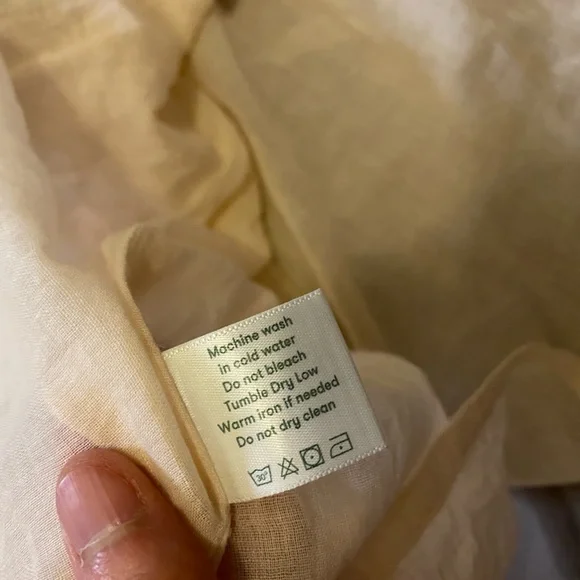 Machine wash
in cold water
Do not bleach
Tumble Dry Low
Warm iron if needed
Do not dry clean
30°